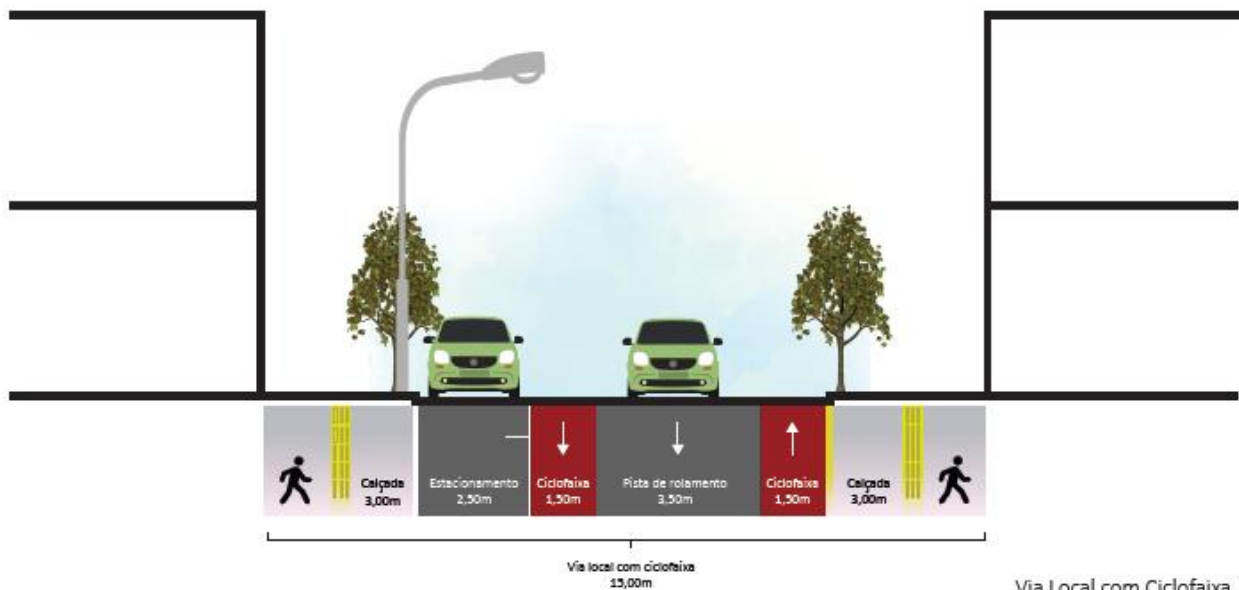 Calçada
3,00m
Estacionamento
2,50m
Ciclofaixa
1,50m
Pista de rolamento
3,50m
Ciclofaixa
1,50m
Calçada
3,00m
Via local com ciclofaixa
15,00m
Via Local com Ciclofaixa